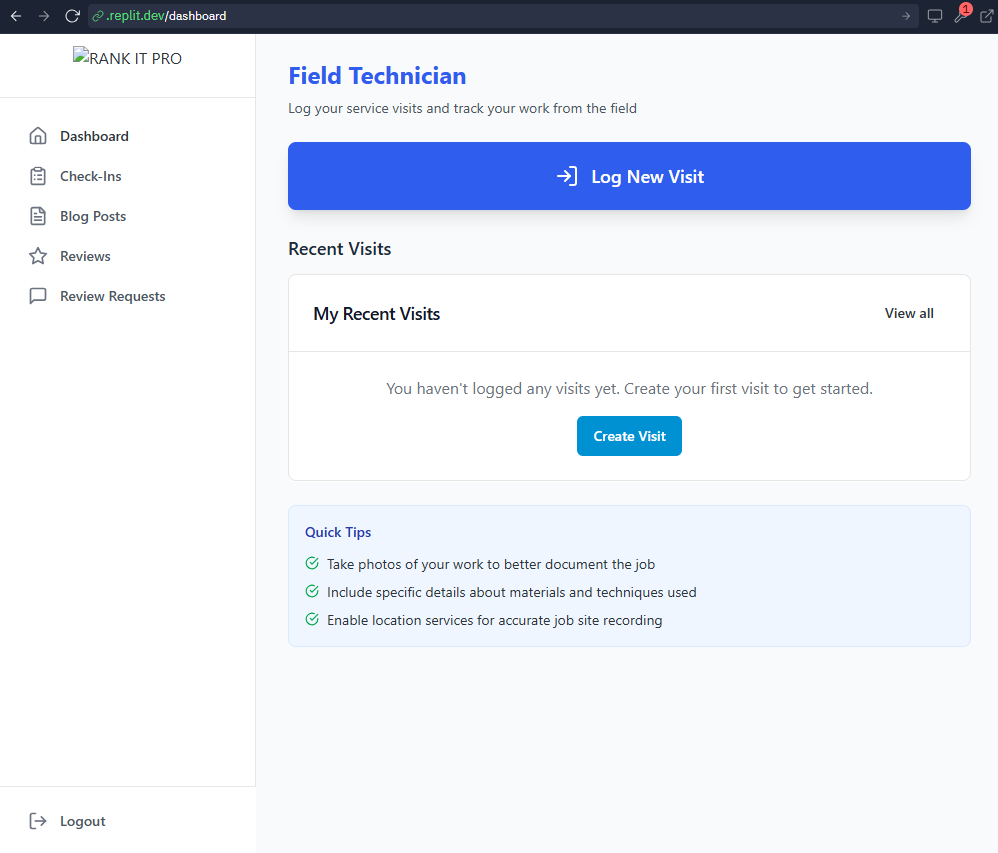 .replit.dev/dashboard
1
RANK IT PRO
Dashboard
Check-Ins
Blog Posts
Reviews
Review Requests
Logout
Field Technician
Log your service visits and track your work from the field
Log New Visit
Recent Visits
My Recent Visits
View all
You haven't logged any visits yet. Create your first visit to get started.
Create Visit
Quick Tips
Take photos of your work to better document the job
Include specific details about materials and techniques used
Enable location services for accurate job site recording